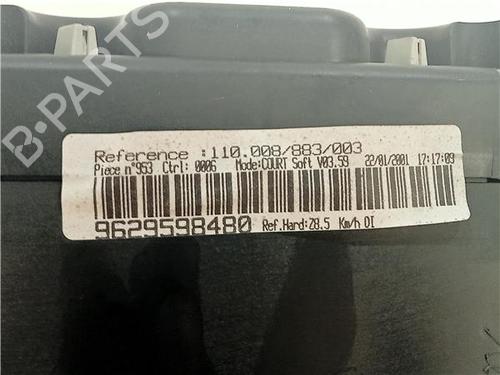 Reference :110.008/883/003
Piece n°953 Ctrl: 0006 Mode:COURT Soft V03.59 22/01/2001 17:17:09
9629598480 Ref.Hard:Z8.5 Km/h DI
B-PARTS